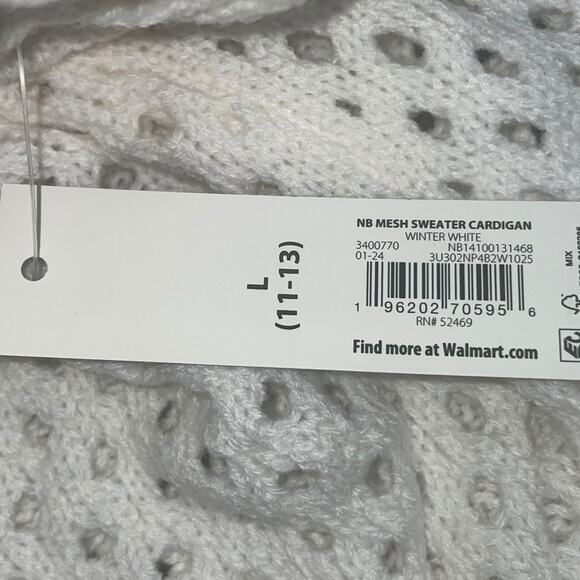 NB MESH SWEATER CARDIGAN
WINTER WHITE
3400770 NB14100131468
01-24 3U302NP4B2W1025
1 96202 70595 6
RN# 52469
Find more at Walmart.com
L
(11-13)
MIX